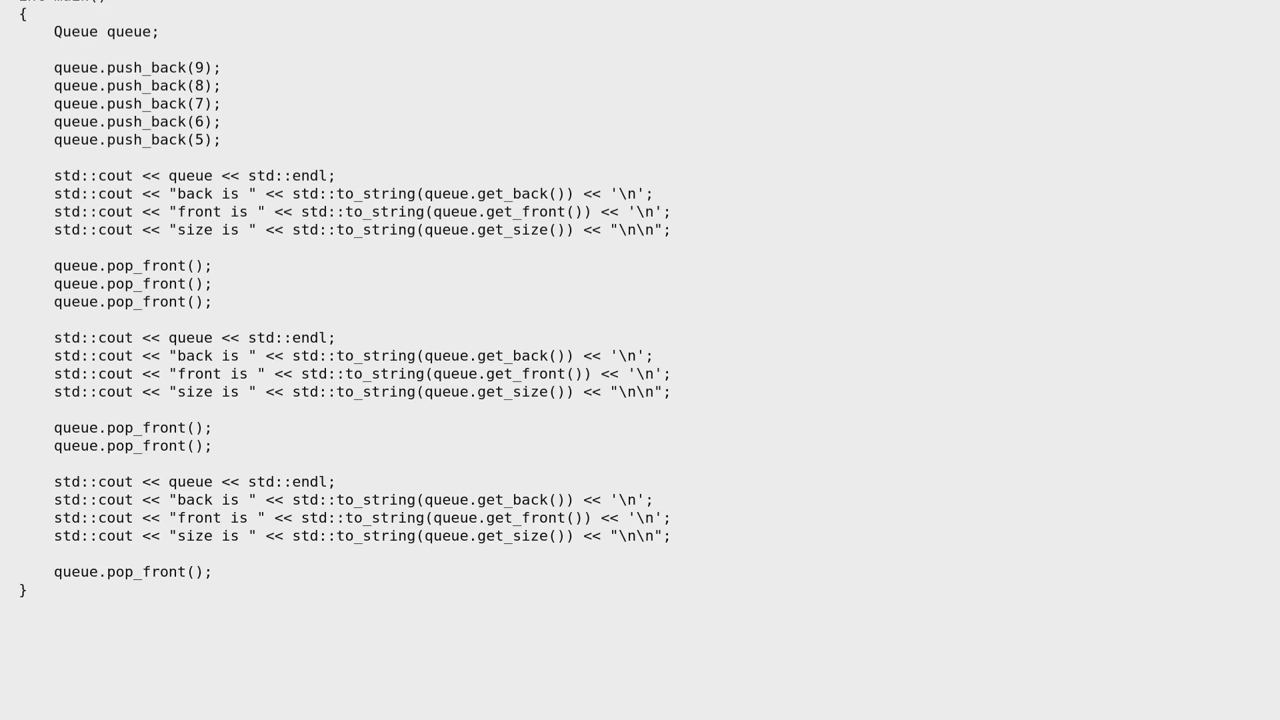 {
    Queue queue;

    queue.push_back(9);
    queue.push_back(8);
    queue.push_back(7);
    queue.push_back(6);
    queue.push_back(5);

    std::cout << queue << std::endl;
    std::cout << "back is " << std::to_string(queue.get_back()) << '\n';
    std::cout << "front is " << std::to_string(queue.get_front()) << '\n';
    std::cout << "size is " << std::to_string(queue.get_size()) << "\n\n";

    queue.pop_front();
    queue.pop_front();
    queue.pop_front();

    std::cout << queue << std::endl;
    std::cout << "back is " << std::to_string(queue.get_back()) << '\n';
    std::cout << "front is " << std::to_string(queue.get_front()) << '\n';
    std::cout << "size is " << std::to_string(queue.get_size()) << "\n\n";

    queue.pop_front();
    queue.pop_front();

    std::cout << queue << std::endl;
    std::cout << "back is " << std::to_string(queue.get_back()) << '\n';
    std::cout << "front is " << std::to_string(queue.get_front()) << '\n';
    std::cout << "size is " << std::to_string(queue.get_size()) << "\n\n";

    queue.pop_front();
}